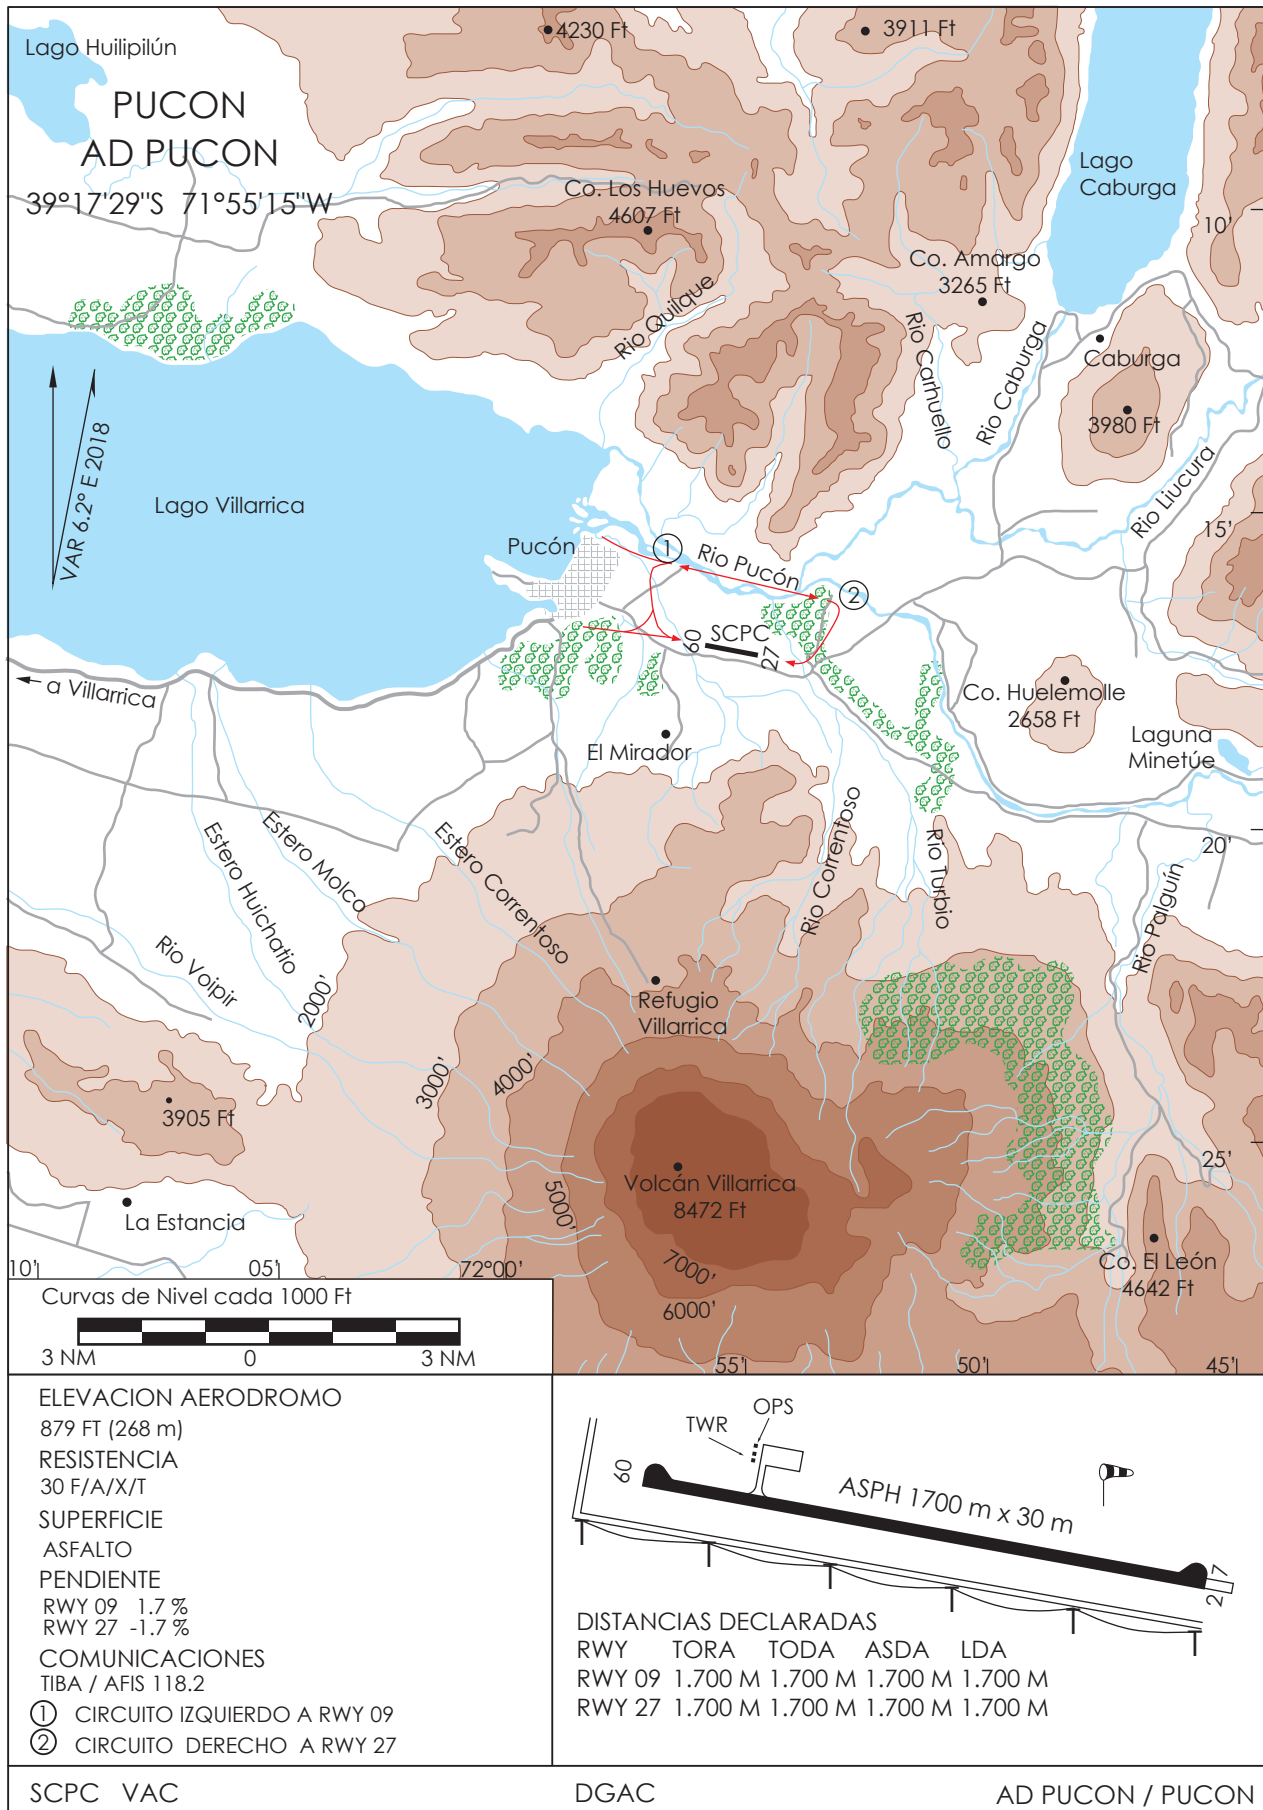 Lago Huilipilún
PUCON
AD PUCON
39°17'29"S 71°55'15"W
4230 Ft
3911 Ft
Lago
Caburga
Co. Los Huevos
4607 Ft
10'
Co. Amargo
3265 Ft
Rio Quilque
Rio Carhuello
Rio Caburga
Caburga
3980 Ft
VAR 6.2° E 2018
Lago Villarrica
Rio Liucura
15'
Pucón
1
Rio Pucón
2
09
SCPC
27
a Villarrica
Co. Huelemolle
2658 Ft
El Mirador
Laguna
Minetúe
Estero Huichatio
Estero Molco
Estero Correntoso
Rio Correntoso
Rio Turbio
20'
Rio Palguín
Rio Voipir
2000'
Refugio
Villarrica
3000'
4000'
3905 Ft
5000'
Volcán Villarrica
8472 Ft
25'
La Estancia
7000'
6000'
Co. El León
4642 Ft
10'
05'
72°00'
55'
50'
45'
Curvas de Nivel cada 1000 Ft
3 NM 0 3 NM
ELEVACION AERODROMO
879 FT (268 m)
RESISTENCIA
30 F/A/X/T
SUPERFICIE
ASFALTO
PENDIENTE
RWY 09 1.7 %
RWY 27 -1.7 %
COMUNICACIONES
TIBA / AFIS 118.2
1 CIRCUITO IZQUIERDO A RWY 09
2 CIRCUITO DERECHO A RWY 27
OPS
TWR
09
ASPH 1700 m x 30 m
27
DISTANCIAS DECLARADAS
RWY TORA TODA ASDA LDA
RWY 09 1.700 M 1.700 M 1.700 M 1.700 M
RWY 27 1.700 M 1.700 M 1.700 M 1.700 M
SCPC VAC DGAC AD PUCON / PUCON